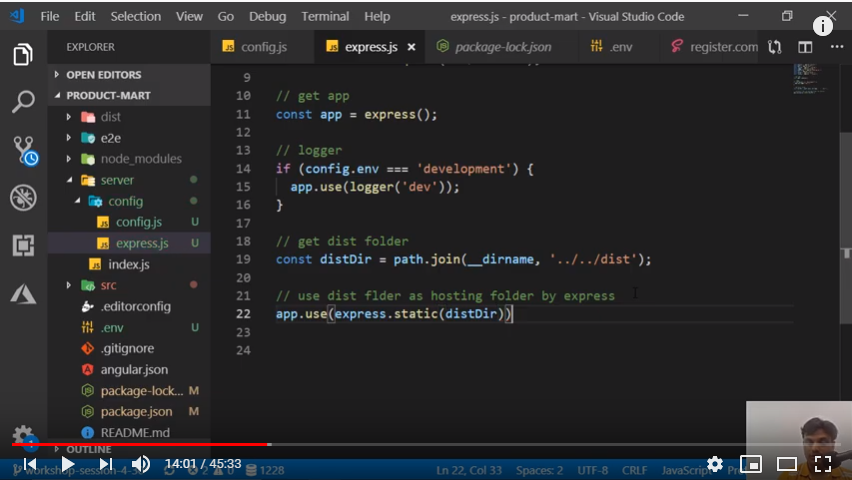 File Edit Selection View Go Debug Terminal Help express.js - product-mart - Visual Studio Code
EXPLORER
config.js express.js package-lock.json .env register.com
OPEN EDITORS
PRODUCT-MART
dist
e2e
node_modules
server
config
config.js U
express.js U
index.js
src
.editorconfig
.env U
.gitignore
angular.json
package-lock... M
package.json M
README.md
OUTLINE
9
10 // get app
11 const app = express();
12
13 // logger
14 if (config.env === 'development') {
15 app.use(logger('dev'));
16 }
17
18 // get dist folder
19 const distDir = path.join(__dirname, '../../dist');
20
21 // use dist flder as hosting folder by express
22 app.use(express.static(distDir))
23
24
14:01 / 45:33
1228 Ln 22, Col 33 Spaces: 2 UTF-8 CRLF JavaScript